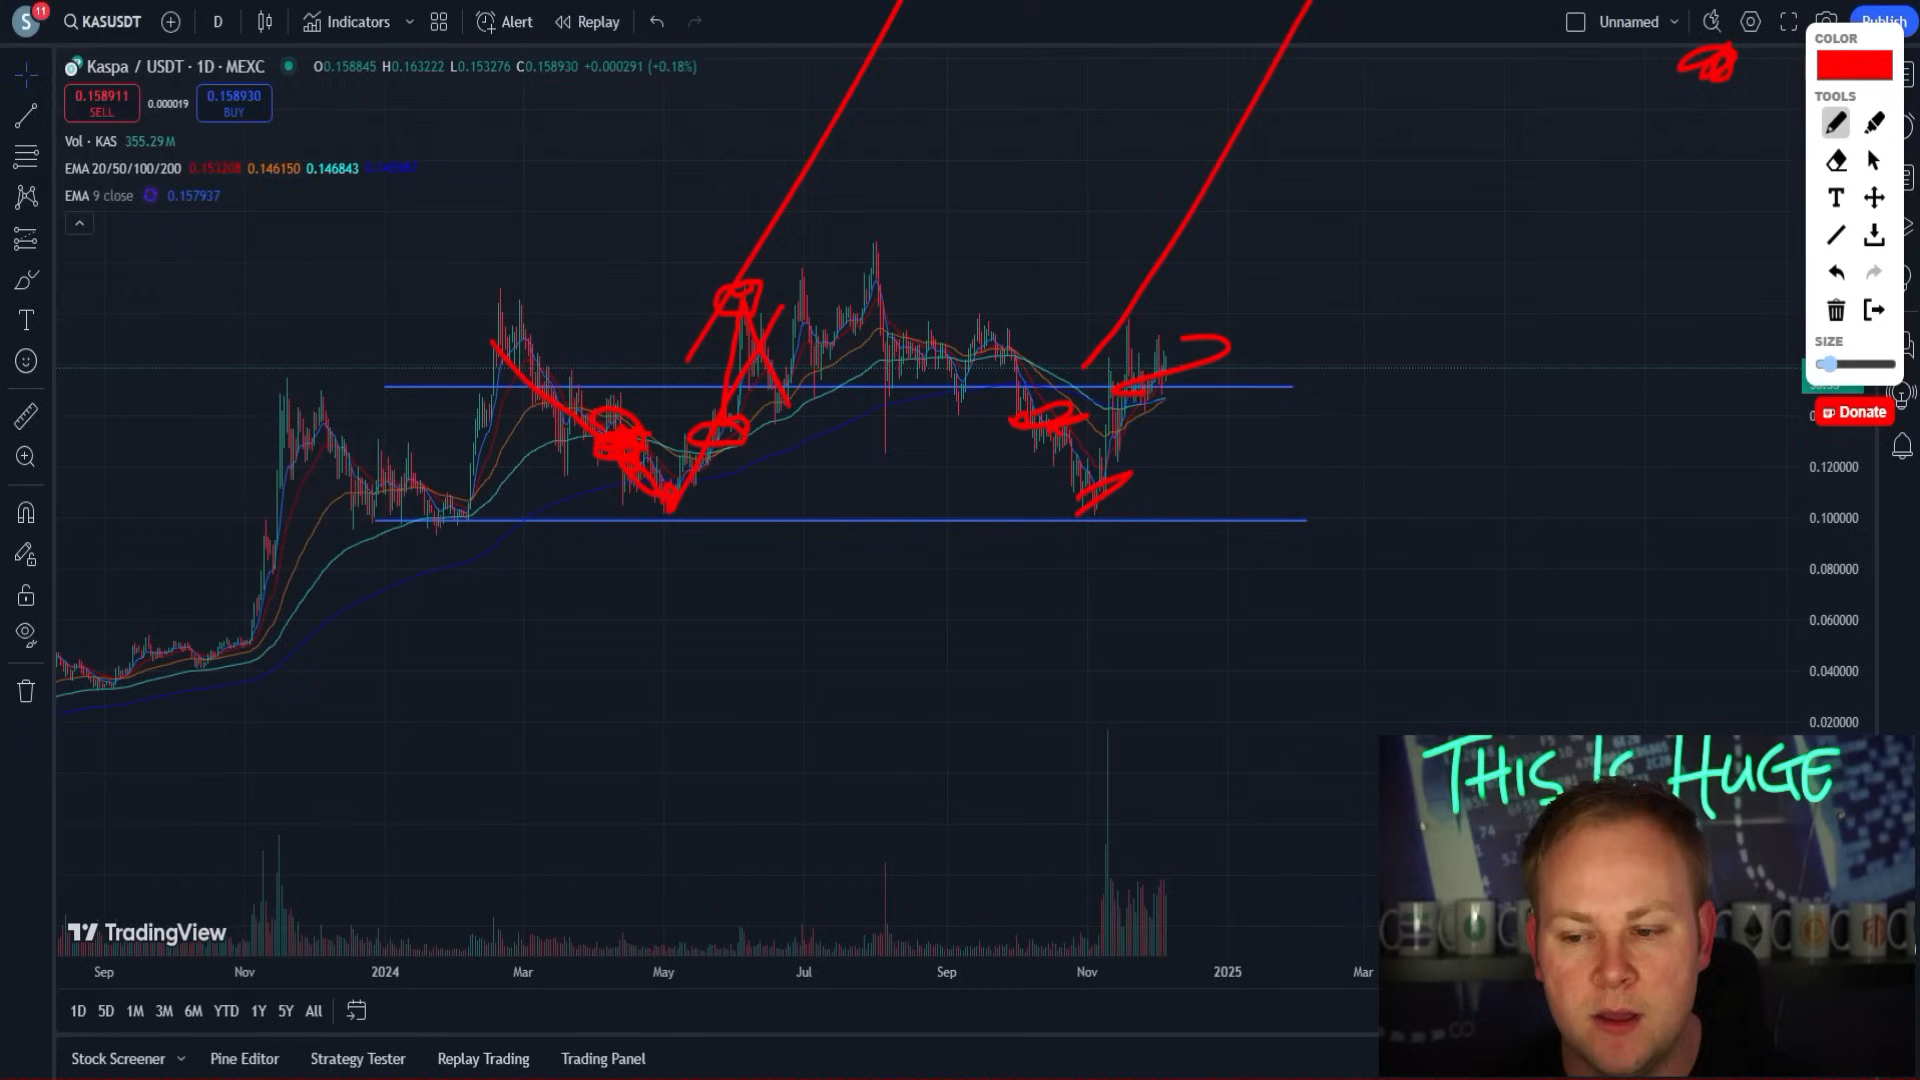 S 11 KASUSDT D Indicators Alert Replay Unnamed Publish
Kaspa / USDT · 1D · MEXC O0.158845 H0.163222 L0.153276 C0.158930 +0.000291 (+0.18%)
0.158911 SELL 0.000019 0.158930 BUY
Vol · KAS 355.29M
EMA 20/50/100/200 0.153208 0.146150 0.146843
EMA 9 close 0.157937
COLOR
TOOLS
T
SIZE
Donate
0.120000
0.100000
0.080000
0.060000
0.040000
0.020000
THIS IS HUGE
TradingView
Sep Nov 2024 Mar May Jul Sep Nov 2025 Mar
1D 5D 1M 3M 6M YTD 1Y 5Y All
Stock Screener Pine Editor Strategy Tester Replay Trading Trading Panel